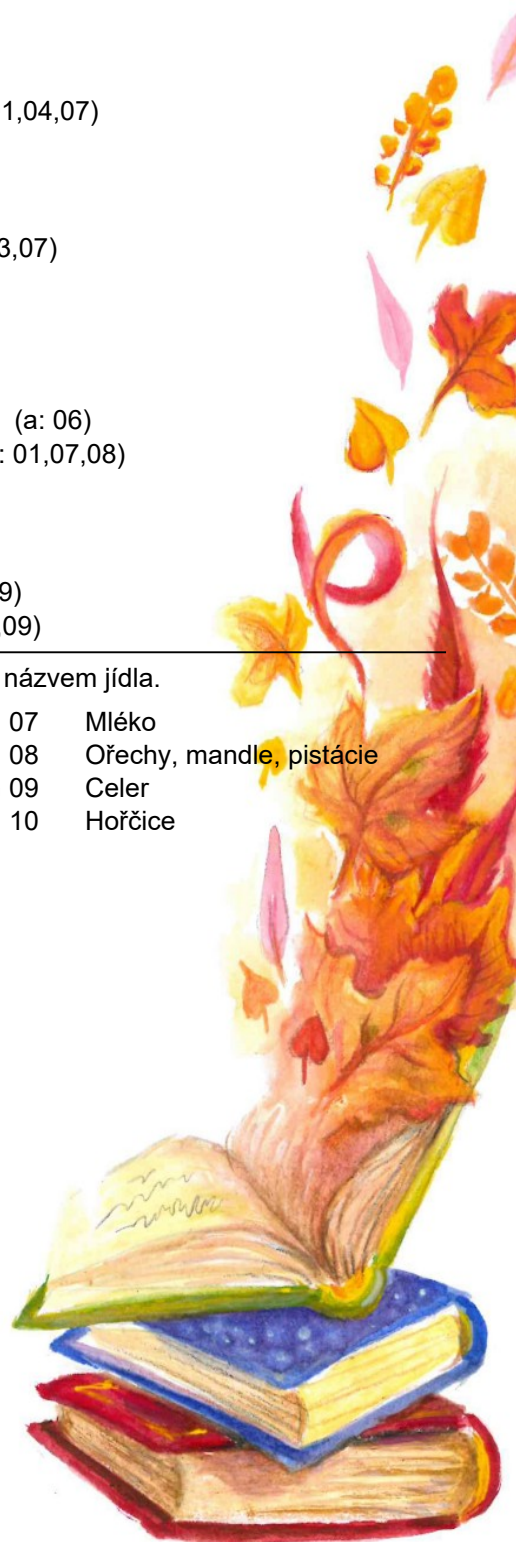 1,04,07)
3,07)
(a: 06)
: 01,07,08)
9)
,09)
názvem jídla.
07 Mléko
08 Ořechy, mandle, pistácie
09 Celer
10 Hořčice